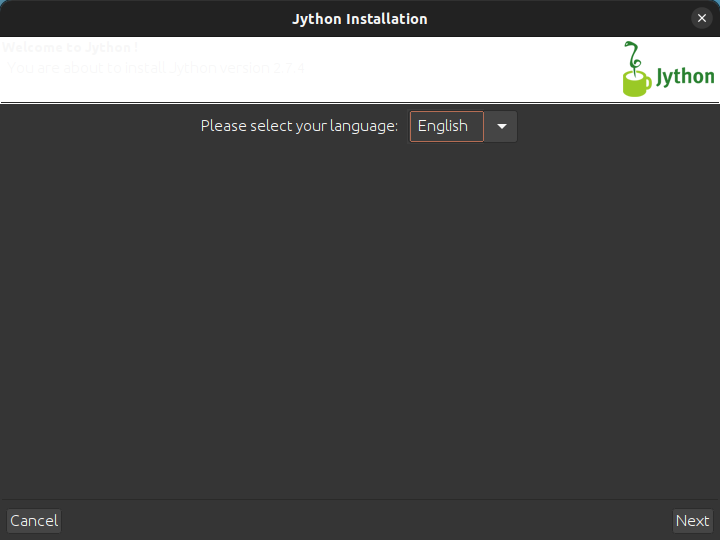 Jython Installation
Welcome to Jython !
You are about to install Jython version 2.7.4
Jython
Please select your language: English
Cancel
Next